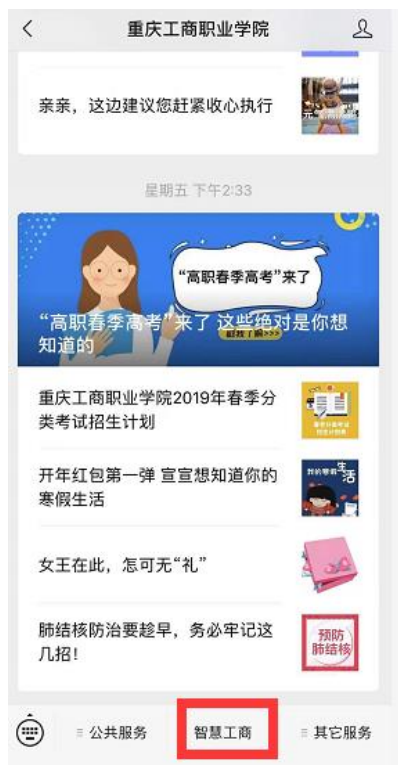 重庆工商职业学院
亲亲，这边建议您赶紧收心执行
星期五 下午2:33
“高职春季高考”来了
“高职春季高考”来了 这些绝对是你想
知道的
重庆工商职业学院2019年春季分
类考试招生计划
开年红包第一弹 宣宣想知道你的
寒假生活
我的寒假生活
女王在此，怎可无“礼”
肺结核防治要趁早，务必牢记这
几招！
预防
肺结核
公共服务
智慧工商
其它服务